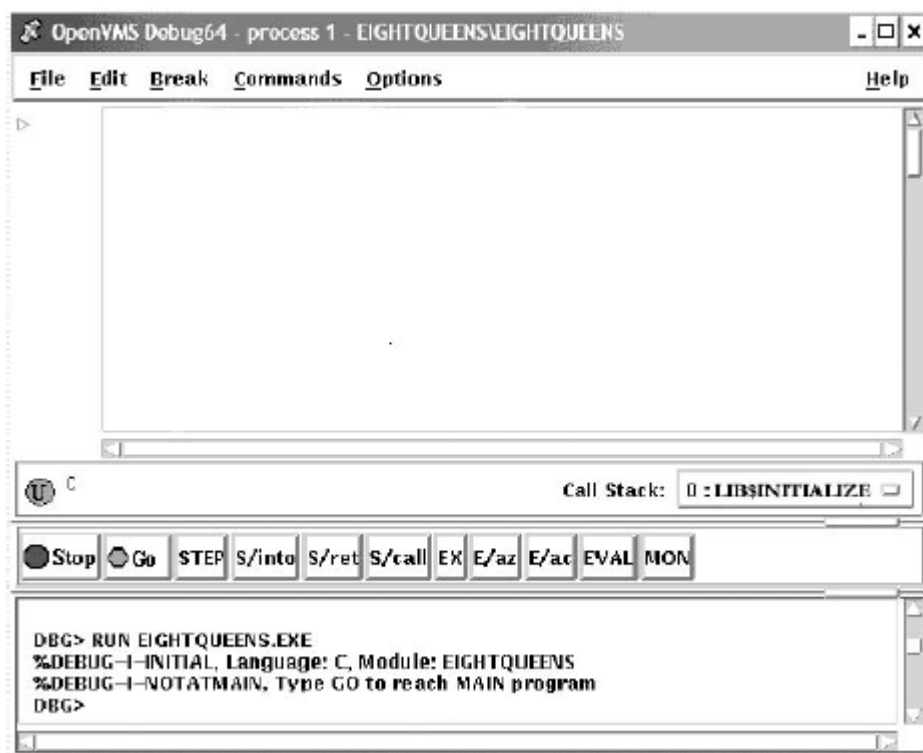 OpenVMS Debug64 - process 1 - EIGHTQUEENS\EIGHTQUEENS
File Edit Break Commands Options Help
U C Call Stack: 0 : LIB$INITIALIZE
Stop Go STEP S/into S/ret S/call EX E/az E/ac EVAL MON
DBG> RUN EIGHTQUEENS.EXE
%DEBUG-I-INITIAL, Language: C, Module: EIGHTQUEENS
%DEBUG-I-NOTATMAIN, Type GO to reach MAIN program
DBG>